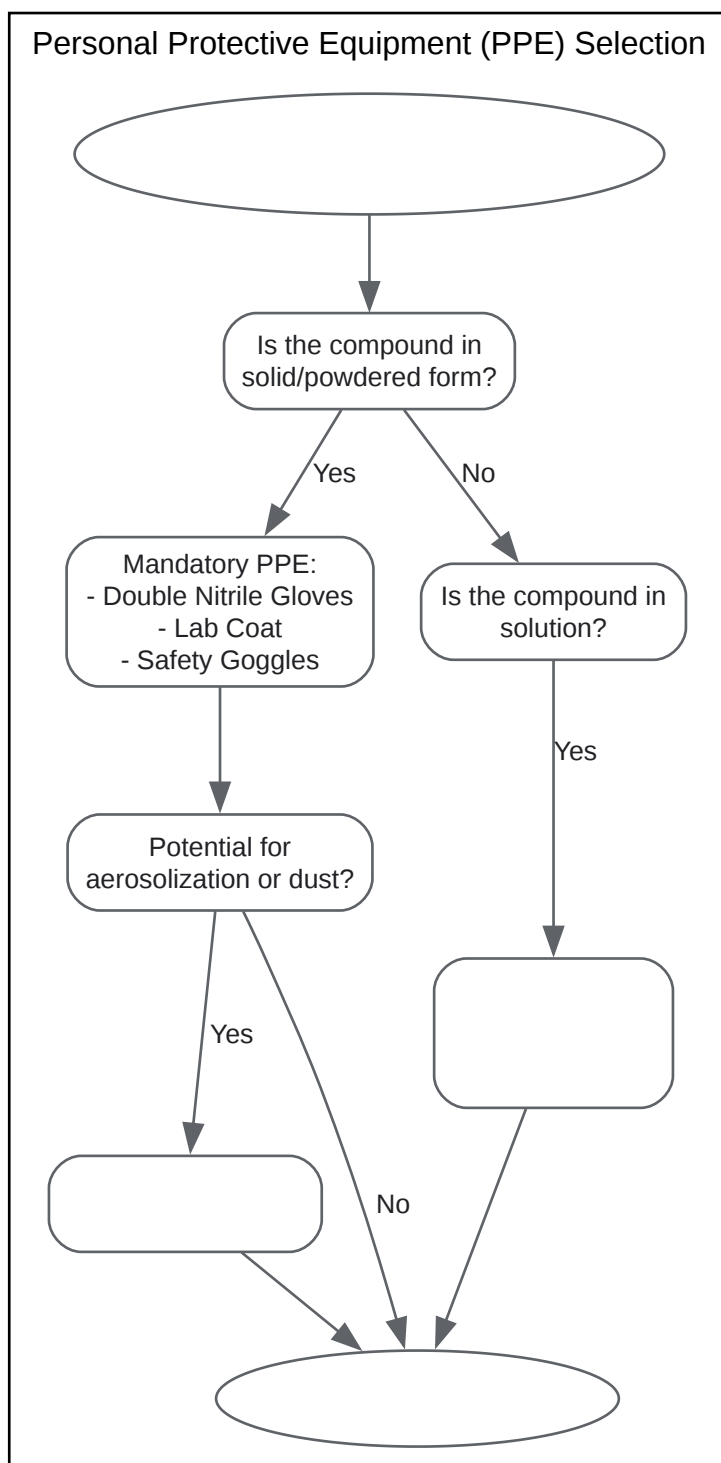 Personal Protective Equipment (PPE) Selection
Is the compound in
solid/powdered form?
Yes
No
Mandatory PPE:
- Double Nitrile Gloves
- Lab Coat
- Safety Goggles
Is the compound in
solution?
Yes
Potential for
aerosolization or dust?
Yes
No